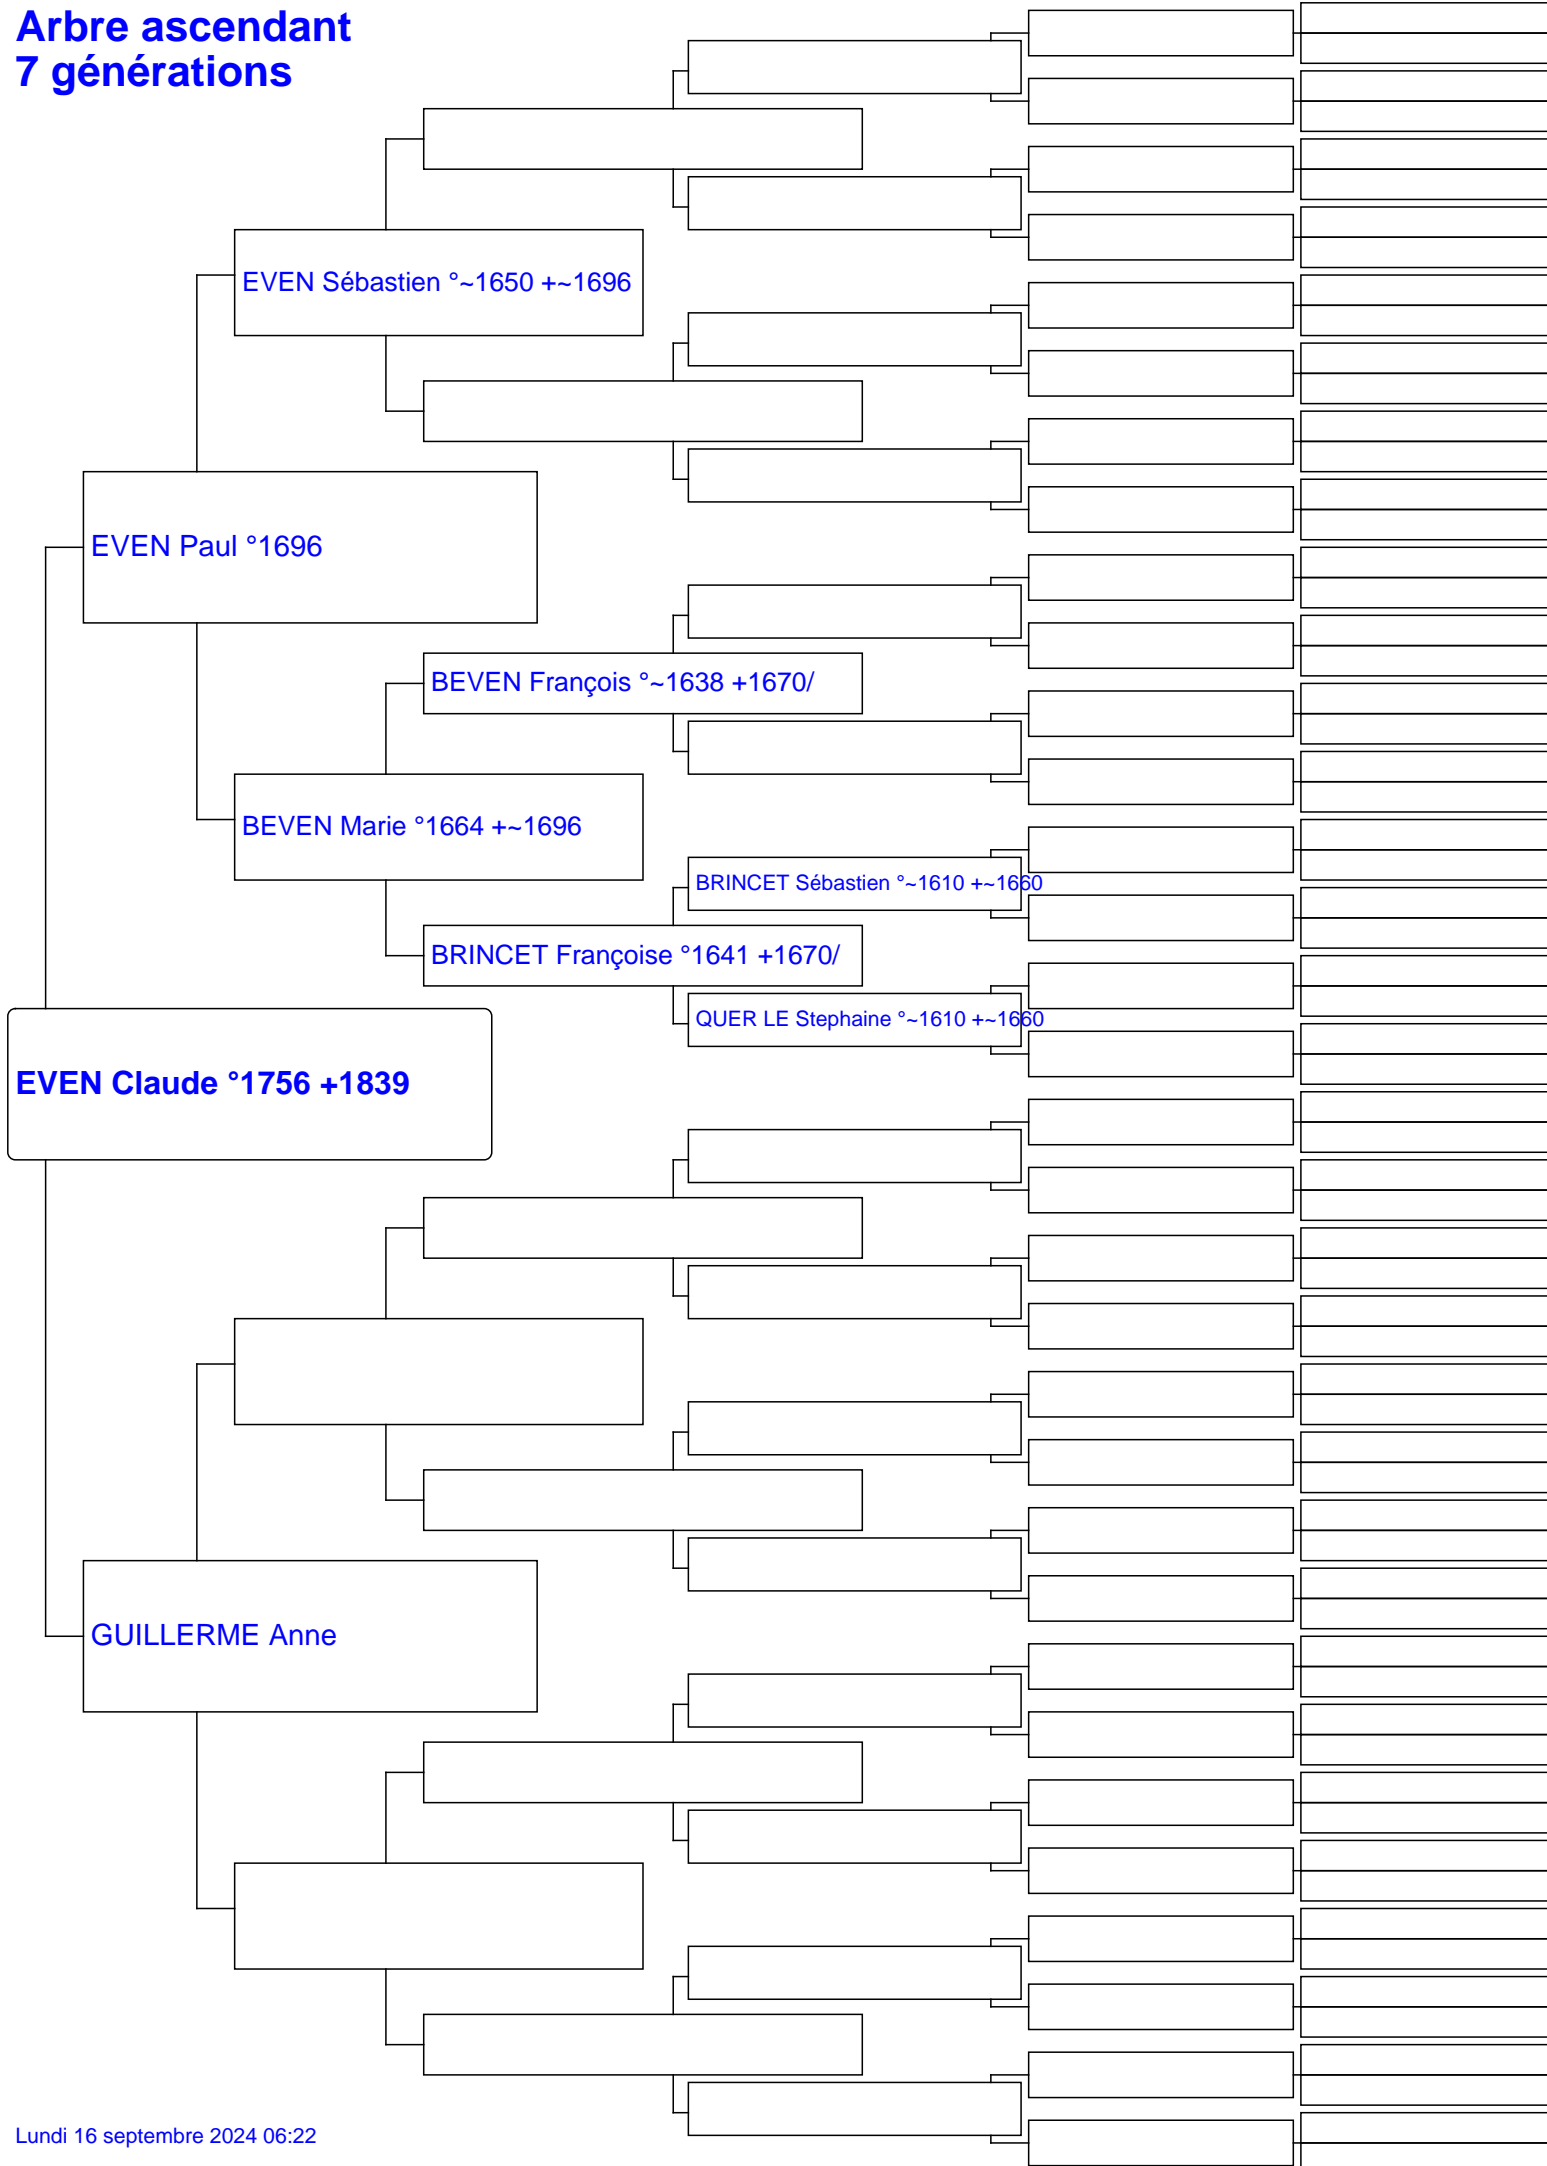 Arbre ascendant
7 générations
EVEN Sébastien °~1650 +~1696
EVEN Paul °1696
BEVEN François °~1638 +1670/
BEVEN Marie °1664 +~1696
BRINCET Sébastien °~1610 +~1660
BRINCET Françoise °1641 +1670/
QUER LE Stephaine °~1610 +~1660
EVEN Claude °1756 +1839
GUILLERME Anne
Lundi 16 septembre 2024 06:22